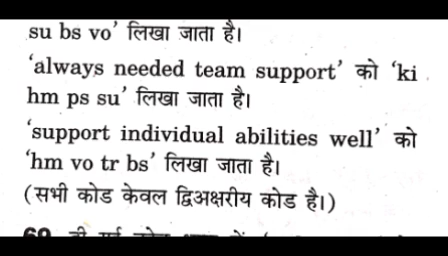 su bs vo’ लिखा जाता है।
‘always needed team support’ को ‘ki
hm ps su’ लिखा जाता है।
‘support individual abilities well’ को
‘hm vo tr bs’ लिखा जाता है।
(सभी कोड केवल द्विअक्षरीय कोड है।)